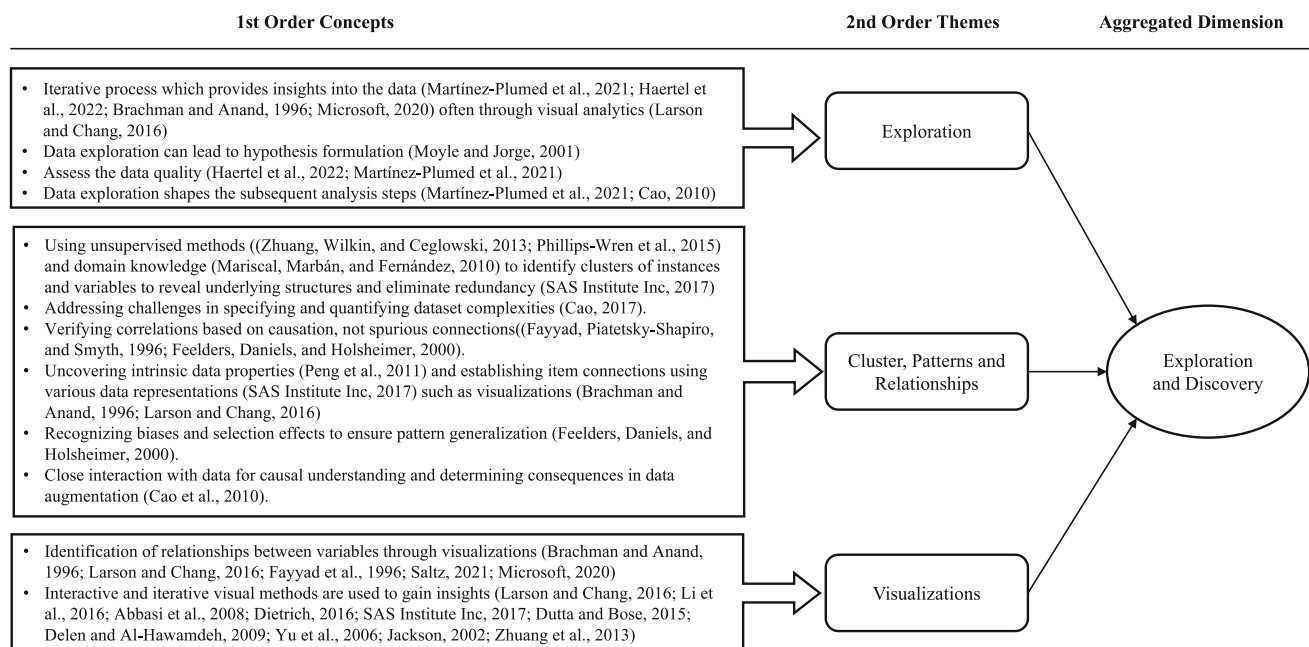 1st Order Concepts
2nd Order Themes
Aggregated Dimension
• Iterative process which provides insights into the data (Martínez-Plumed et al., 2021; Haertel et
al., 2022; Brachman and Anand, 1996; Microsoft, 2020) often through visual analytics (Larson
and Chang, 2016)
• Data exploration can lead to hypothesis formulation (Moyle and Jorge, 2001)
• Assess the data quality (Haertel et al., 2022; Martínez-Plumed et al., 2021)
• Data exploration shapes the subsequent analysis steps (Martínez-Plumed et al., 2021; Cao, 2010)
Exploration
• Using unsupervised methods ((Zhuang, Wilkin, and Ceglowski, 2013; Phillips-Wren et al., 2015)
and domain knowledge (Mariscal, Marbán, and Fernández, 2010) to identify clusters of instances
and variables to reveal underlying structures and eliminate redundancy (SAS Institute Inc, 2017)
• Addressing challenges in specifying and quantifying dataset complexities (Cao, 2017).
• Verifying correlations based on causation, not spurious connections((Fayyad, Piatetsky-Shapiro,
and Smyth, 1996; Feelders, Daniels, and Holsheimer, 2000).
• Uncovering intrinsic data properties (Peng et al., 2011) and establishing item connections using
various data representations (SAS Institute Inc, 2017) such as visualizations (Brachman and
Anand, 1996; Larson and Chang, 2016)
• Recognizing biases and selection effects to ensure pattern generalization (Feelders, Daniels, and
Holsheimer, 2000).
• Close interaction with data for causal understanding and determining consequences in data
augmentation (Cao et al., 2010).
Cluster, Patterns and
Relationships
Exploration
and Discovery
• Identification of relationships between variables through visualizations (Brachman and Anand,
1996; Larson and Chang, 2016; Fayyad et al., 1996; Saltz, 2021; Microsoft, 2020)
• Interactive and iterative visual methods are used to gain insights (Larson and Chang, 2016; Li et
al., 2016; Abbasi et al., 2008; Dietrich, 2016; SAS Institute Inc, 2017; Dutta and Bose, 2015;
Delen and Al-Hawamdeh, 2009; Yu et al., 2006; Jackson, 2002; Zhuang et al., 2013)
Visualizations